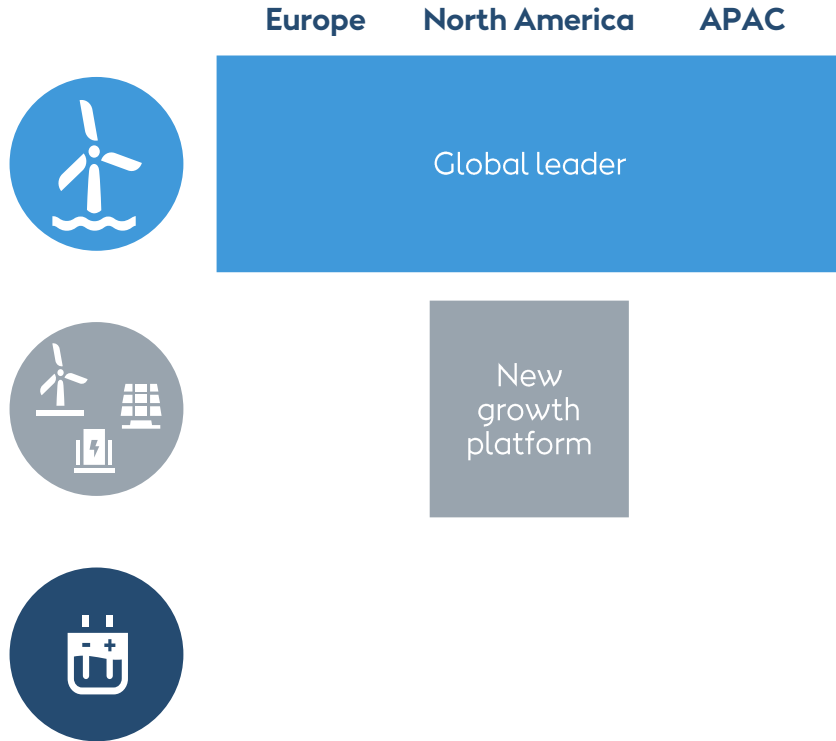 Europe North America APAC
Global leader
New
growth
platform
- +